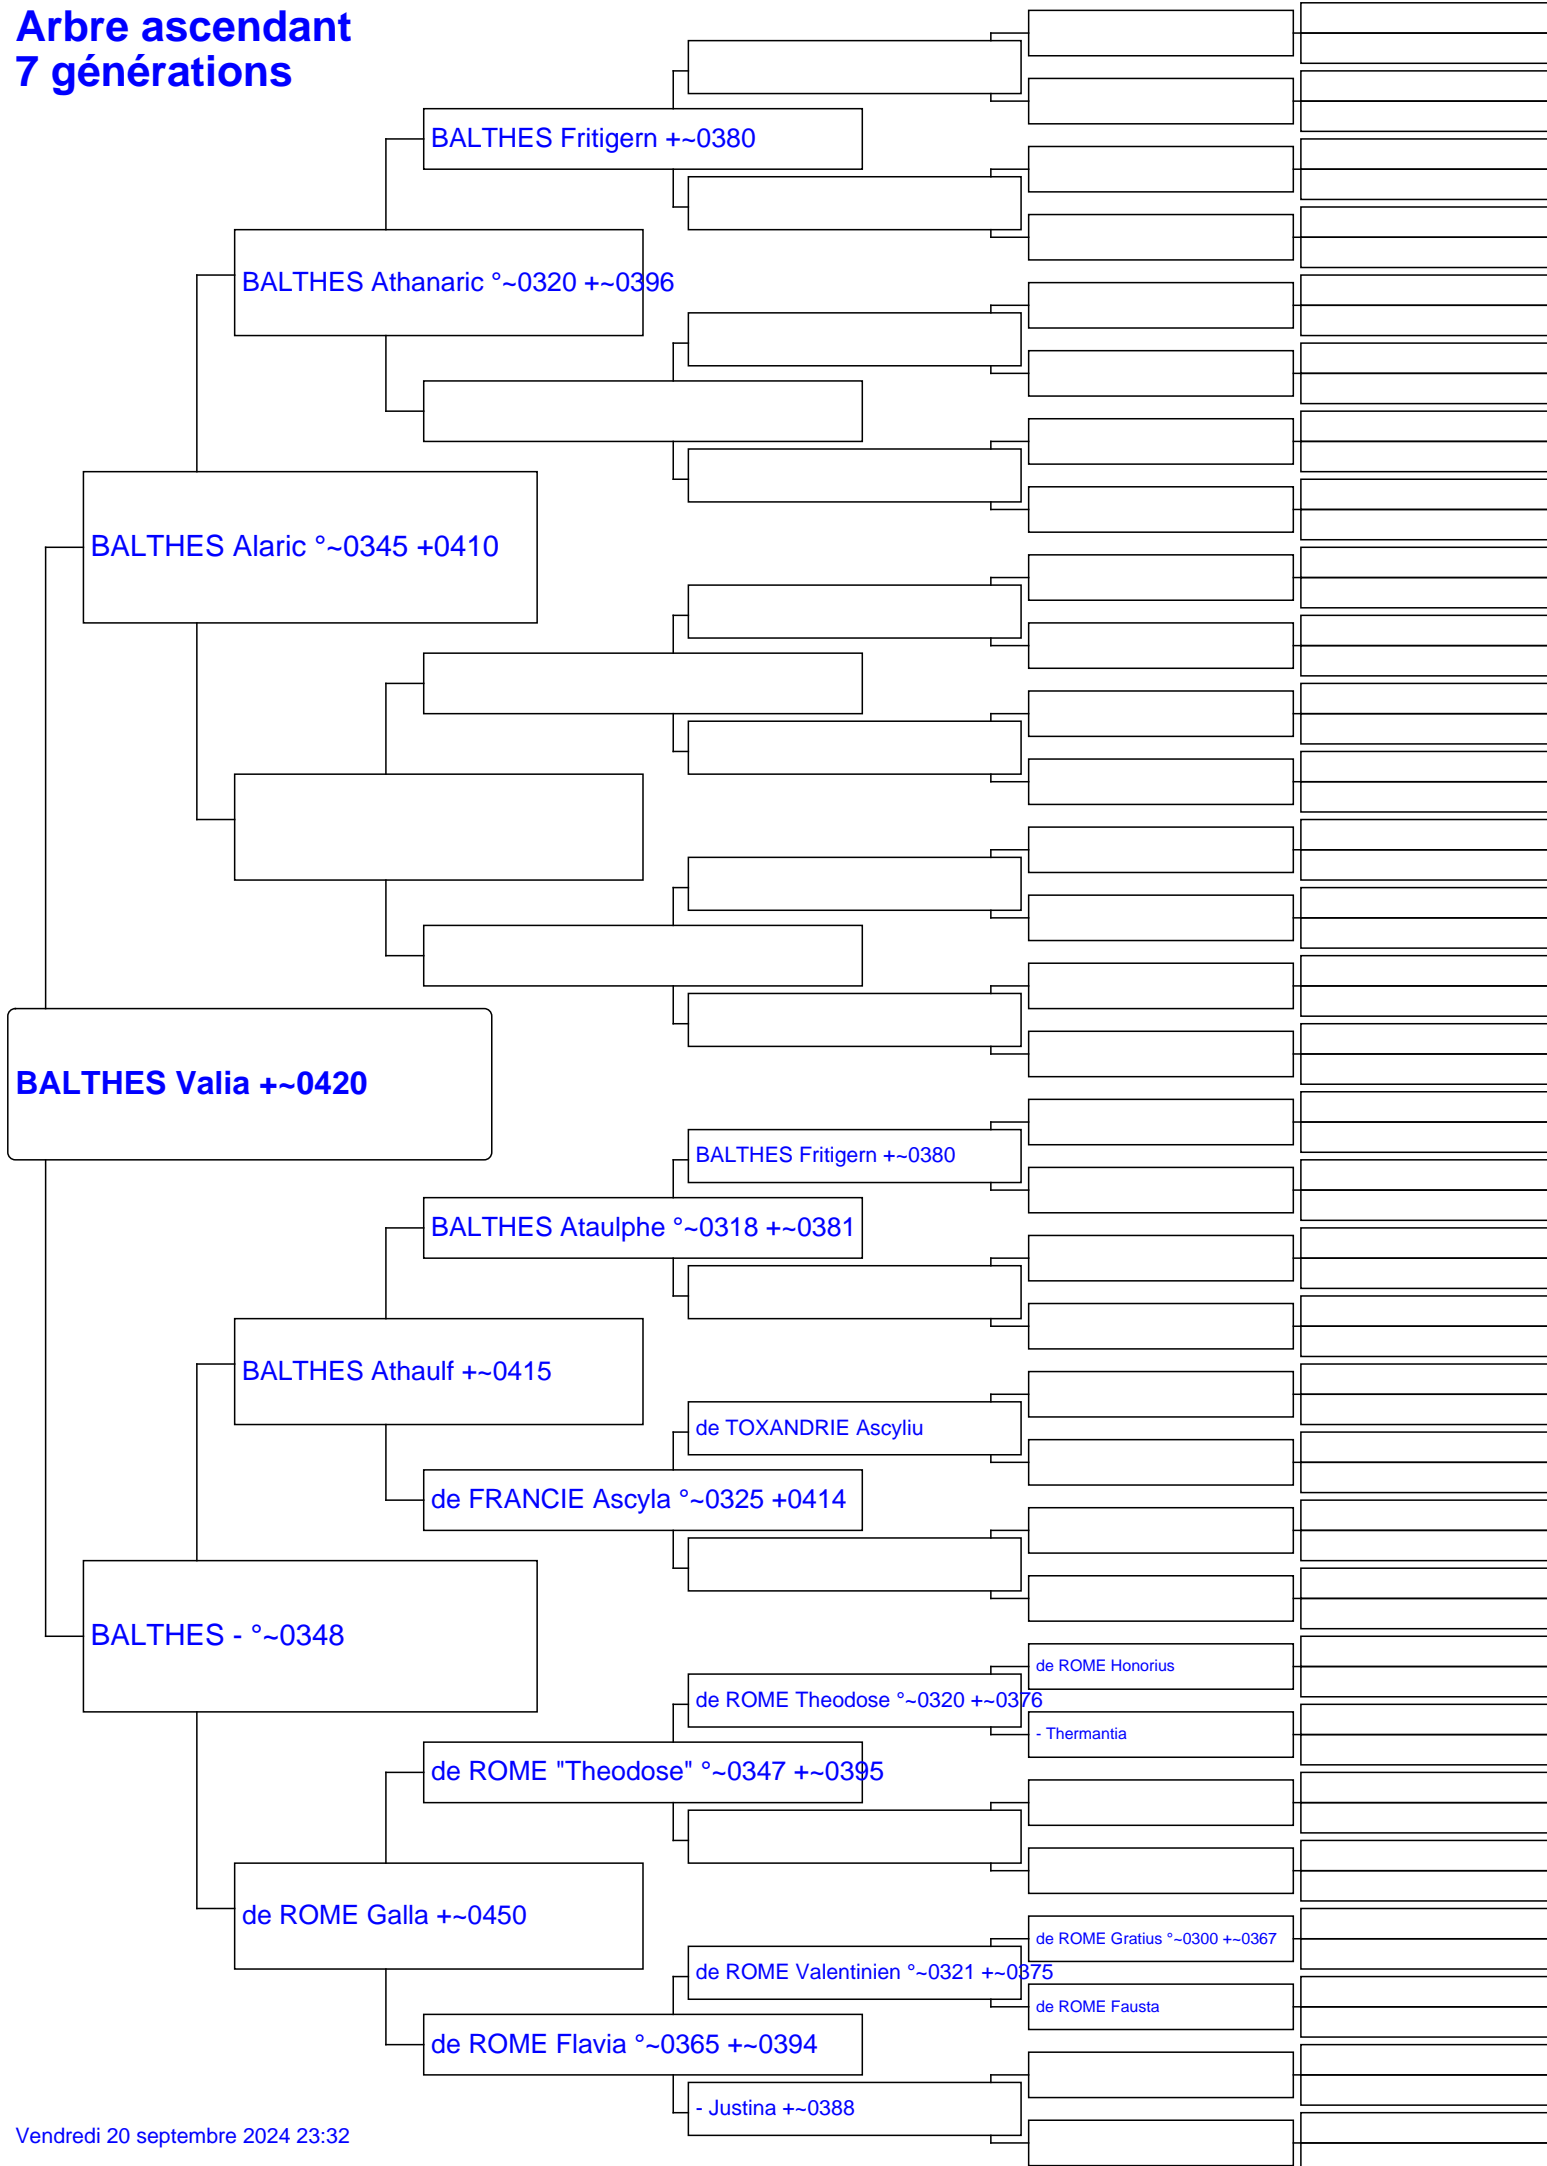 Arbre ascendant
7 générations
BALTHES Fritigern +~0380
BALTHES Athanaric °~0320 +~0396
BALTHES Alaric °~0345 +0410
BALTHES Valia +~0420
BALTHES Fritigern +~0380
BALTHES Ataulphe °~0318 +~0381
BALTHES Athaulf +~0415
de TOXANDRIE Ascyliu
de FRANCIE Ascyla °~0325 +0414
BALTHES - °~0348
de ROME Honorius
de ROME Theodose °~0320 +~0376
- Thermantia
de ROME "Theodose" °~0347 +~0395
de ROME Galla +~0450
de ROME Gratius °~0300 +~0367
de ROME Valentinien °~0321 +~0375
de ROME Fausta
de ROME Flavia °~0365 +~0394
- Justina +~0388
Vendredi 20 septembre 2024 23:32